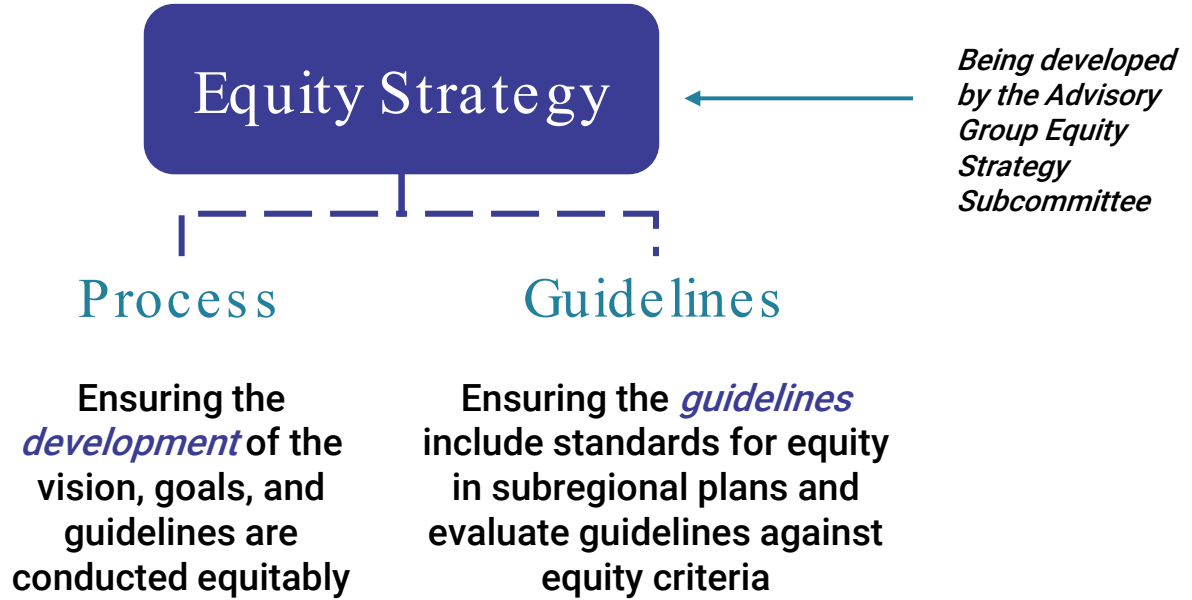 Equity Strategy
Being developed
by the Advisory
Group Equity
Strategy
Subcommittee
Process
Ensuring the
development of the
vision, goals, and
guidelines are
conducted equitably
Guidelines
Ensuring the guidelines
include standards for equity
in subregional plans and
evaluate guidelines against
equity criteria